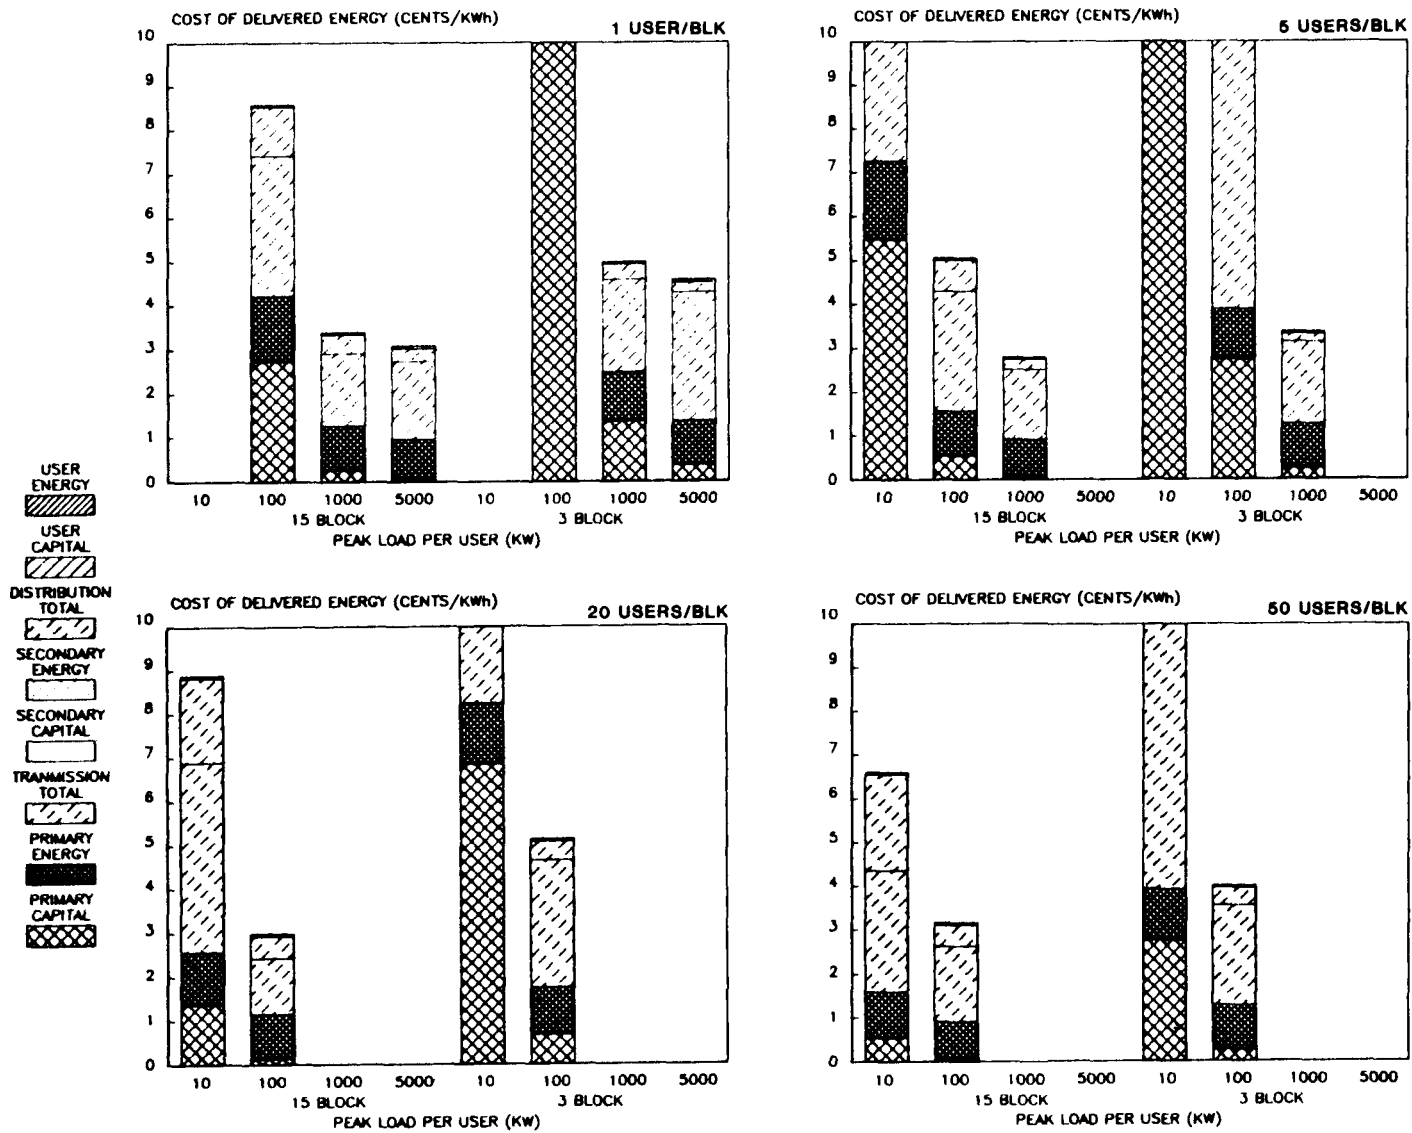 COST OF DELIVERED ENERGY (CENTS/KWh)
1 USER/BLK
10
9
8
7
6
5
4
3
2
1
0
10 100 1000 5000 10 100 1000 5000
15 BLOCK 3 BLOCK
PEAK LOAD PER USER (KW)
COST OF DELIVERED ENERGY (CENTS/KWh)
5 USERS/BLK
10
9
8
7
6
5
4
3
2
1
0
10 100 1000 5000 10 100 1000 5000
15 BLOCK 3 BLOCK
PEAK LOAD PER USER (KW)
USER
ENERGY
USER
CAPITAL
DISTRIBUTION
TOTAL
SECONDARY
ENERGY
SECONDARY
CAPITAL
TRANMISSION
TOTAL
PRIMARY
ENERGY
PRIMARY
CAPITAL
COST OF DELIVERED ENERGY (CENTS/KWh)
20 USERS/BLK
10
9
8
7
6
5
4
3
2
1
0
10 100 1000 5000 10 100 1000 5000
15 BLOCK 3 BLOCK
PEAK LOAD PER USER (KW)
COST OF DELIVERED ENERGY (CENTS/KWh)
50 USERS/BLK
10
9
8
7
6
5
4
3
2
1
0
10 100 1000 5000 10 100 1000 5000
15 BLOCK 3 BLOCK
PEAK LOAD PER USER (KW)